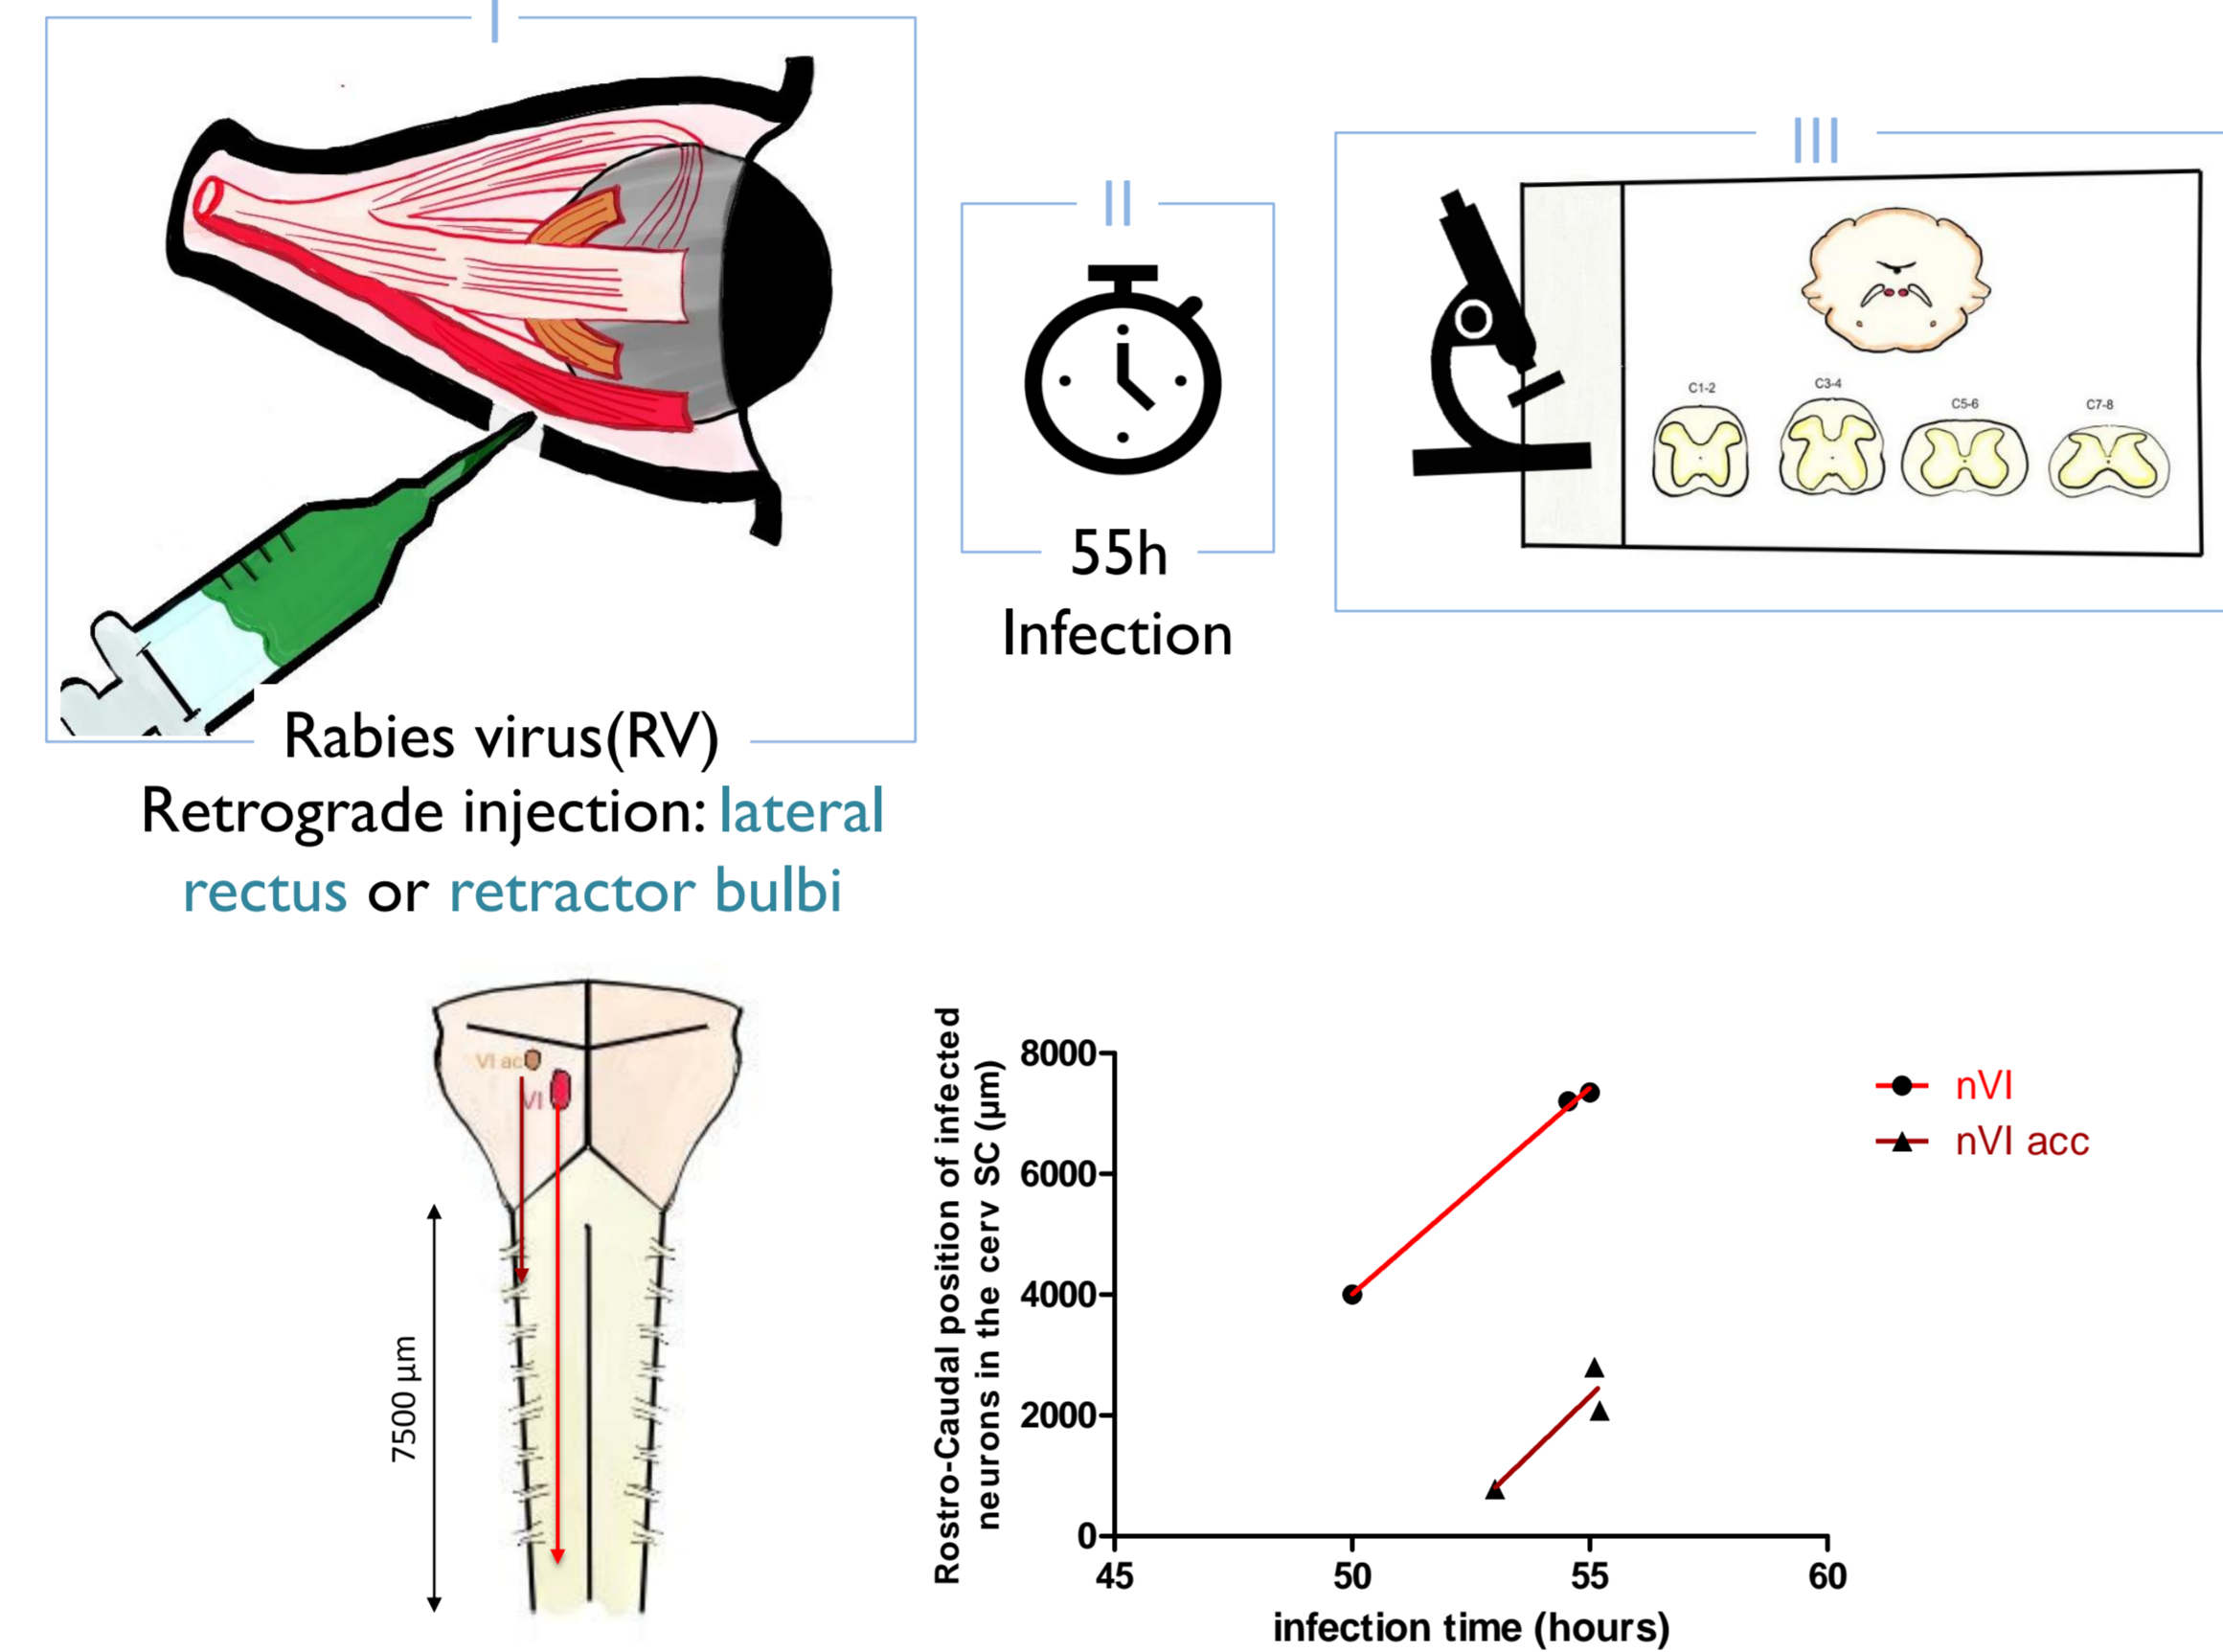 I
II
III
55h
Infection
C1-2
C3-4
C5-6
C7-8
Rabies virus(RV)
Retrograde injection: lateral
rectus or retractor bulbi
VI ac
VI
7500 µm
Rostro-Caudal position of infected
neurons in the cerv SC (µm)
8000
6000
4000
2000
0
45
50
55
60
infection time (hours)
nVI
nVI acc